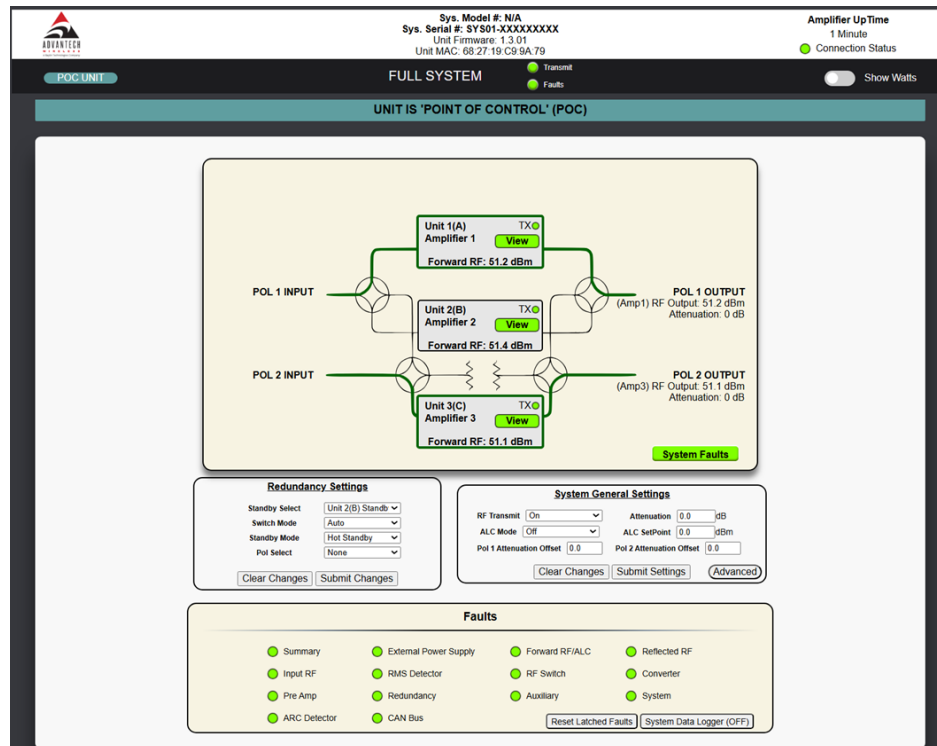 ADVANTECH
WIRELESS
Sys. Model #: N/A
Sys. Serial #: SYS01-XXXXXXXXX
Unit Firmware: 1.3.01
Unit MAC: 68:27:19:C9:9A:79
Amplifier UpTime
1 Minute
Connection Status
POC UNIT
FULL SYSTEM
Transmit
Faults
Show Watts
UNIT IS 'POINT OF CONTROL' (POC)
Unit 1(A) TX
Amplifier 1 View
Forward RF: 51.2 dBm
POL 1 INPUT
POL 1 OUTPUT
(Amp1) RF Output: 51.2 dBm
Attenuation: 0 dB
Unit 2(B) TX
Amplifier 2 View
Forward RF: 51.4 dBm
POL 2 INPUT
POL 2 OUTPUT
(Amp3) RF Output: 51.1 dBm
Attenuation: 0 dB
Unit 3(C) TX
Amplifier 3 View
Forward RF: 51.1 dBm
System Faults
Redundancy Settings
Standby Select Unit 2(B) Standb
Switch Mode Auto
Standby Mode Hot Standby
Pol Select None
Clear Changes Submit Changes
System General Settings
RF Transmit On Attenuation 0.0 dB
ALC Mode Off ALC SetPoint 0.0 dBm
Pol 1 Attenuation Offset 0.0 Pol 2 Attenuation Offset 0.0
Clear Changes Submit Settings Advanced
Faults
Summary External Power Supply Forward RF/ALC Reflected RF
Input RF RMS Detector RF Switch Converter
Pre Amp Redundancy Auxiliary System
ARC Detector CAN Bus Reset Latched Faults System Data Logger (OFF)